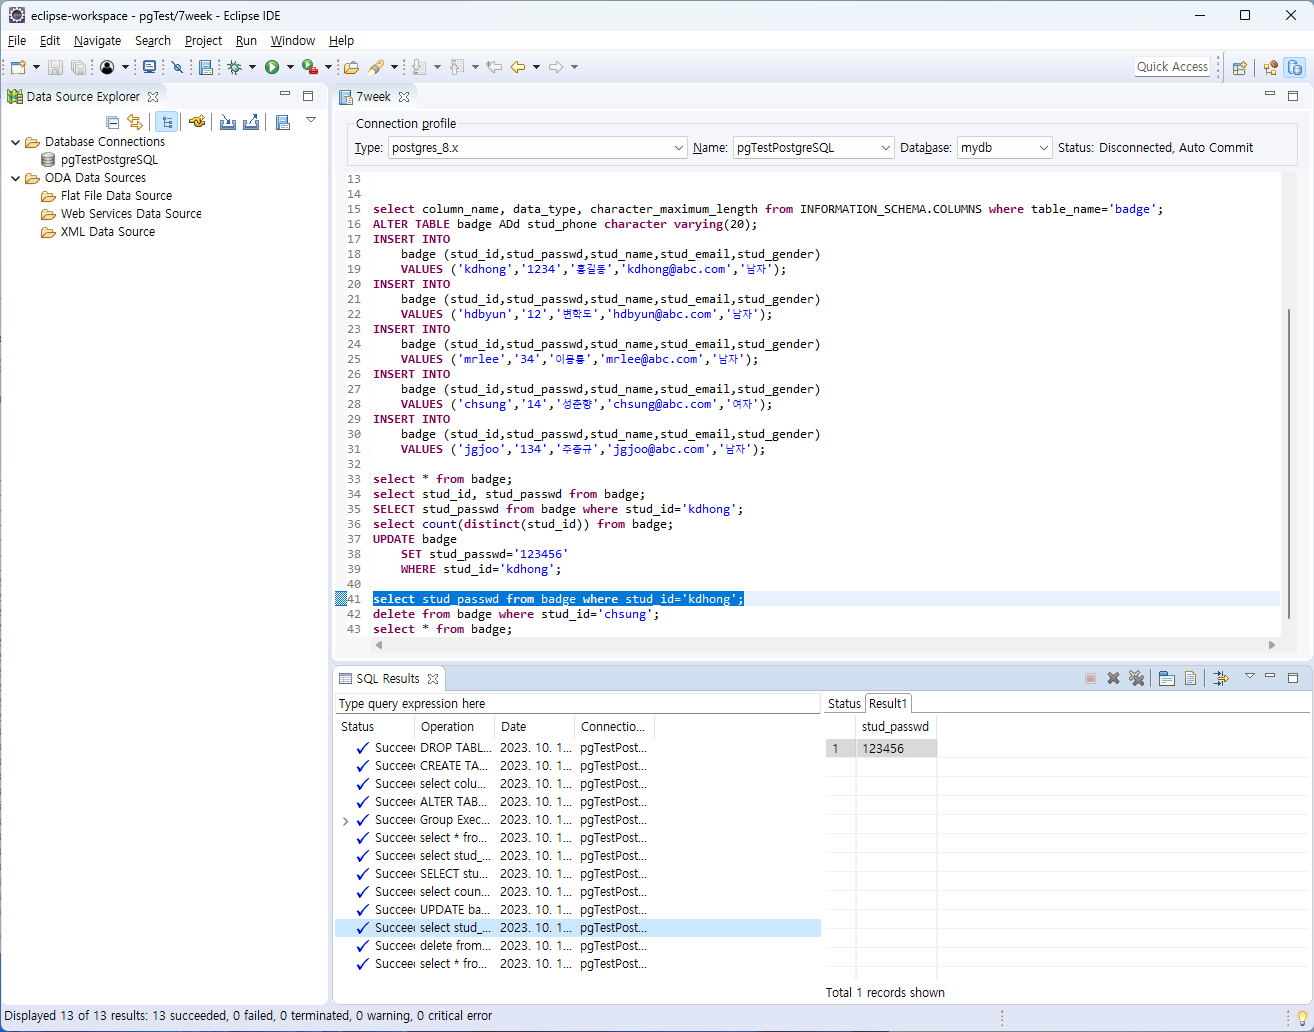 eclipse-workspace - pgTest/7week - Eclipse IDE
File Edit Navigate Search Project Run Window Help
Quick Access
Data Source Explorer
Database Connections
pgTestPostgreSQL
ODA Data Sources
Flat File Data Source
Web Services Data Source
XML Data Source
7week
Connection profile
Type: postgres_8.x Name: pgTestPostgreSQL Database: mydb Status: Disconnected, Auto Commit
13
14
15 select column_name, data_type, character_maximum_length from INFORMATION_SCHEMA.COLUMNS where table_name='badge';
16 ALTER TABLE badge ADd stud_phone character varying(20);
17 INSERT INTO
18 badge (stud_id,stud_passwd,stud_name,stud_email,stud_gender)
19 VALUES ('kdhong','1234','홍길동','kdhong@abc.com','남자');
20 INSERT INTO
21 badge (stud_id,stud_passwd,stud_name,stud_email,stud_gender)
22 VALUES ('hdbyun','12','변학도','hdbyun@abc.com','남자');
23 INSERT INTO
24 badge (stud_id,stud_passwd,stud_name,stud_email,stud_gender)
25 VALUES ('mrlee','34','이몽룡','mrlee@abc.com','남자');
26 INSERT INTO
27 badge (stud_id,stud_passwd,stud_name,stud_email,stud_gender)
28 VALUES ('chsung','14','성춘향','chsung@abc.com','여자');
29 INSERT INTO
30 badge (stud_id,stud_passwd,stud_name,stud_email,stud_gender)
31 VALUES ('jgjoo','134','주종규','jgjoo@abc.com','남자');
32
33 select * from badge;
34 select stud_id, stud_passwd from badge;
35 SELECT stud_passwd from badge where stud_id='kdhong';
36 select count(distinct(stud_id)) from badge;
37 UPDATE badge
38 SET stud_passwd='123456'
39 WHERE stud_id='kdhong';
40
41 select stud_passwd from badge where stud_id='kdhong';
42 delete from badge where stud_id='chsung';
43 select * from badge;
SQL Results
Type query expression here
Status Operation Date Connectio...
Succee DROP TABL... 2023. 10. 1... pgTestPost...
Succee CREATE TA... 2023. 10. 1... pgTestPost...
Succee select colu... 2023. 10. 1... pgTestPost...
Succee ALTER TAB... 2023. 10. 1... pgTestPost...
Succee Group Exec... 2023. 10. 1... pgTestPost...
Succee select * fro... 2023. 10. 1... pgTestPost...
Succee select stud_... 2023. 10. 1... pgTestPost...
Succee SELECT stu... 2023. 10. 1... pgTestPost...
Succee select coun... 2023. 10. 1... pgTestPost...
Succee UPDATE ba... 2023. 10. 1... pgTestPost...
Succee select stud_... 2023. 10. 1... pgTestPost...
Succee delete from... 2023. 10. 1... pgTestPost...
Succee select * fro... 2023. 10. 1... pgTestPost...
Status Result1
stud_passwd
1 123456
Total 1 records shown
Displayed 13 of 13 results: 13 succeeded, 0 failed, 0 terminated, 0 warning, 0 critical error